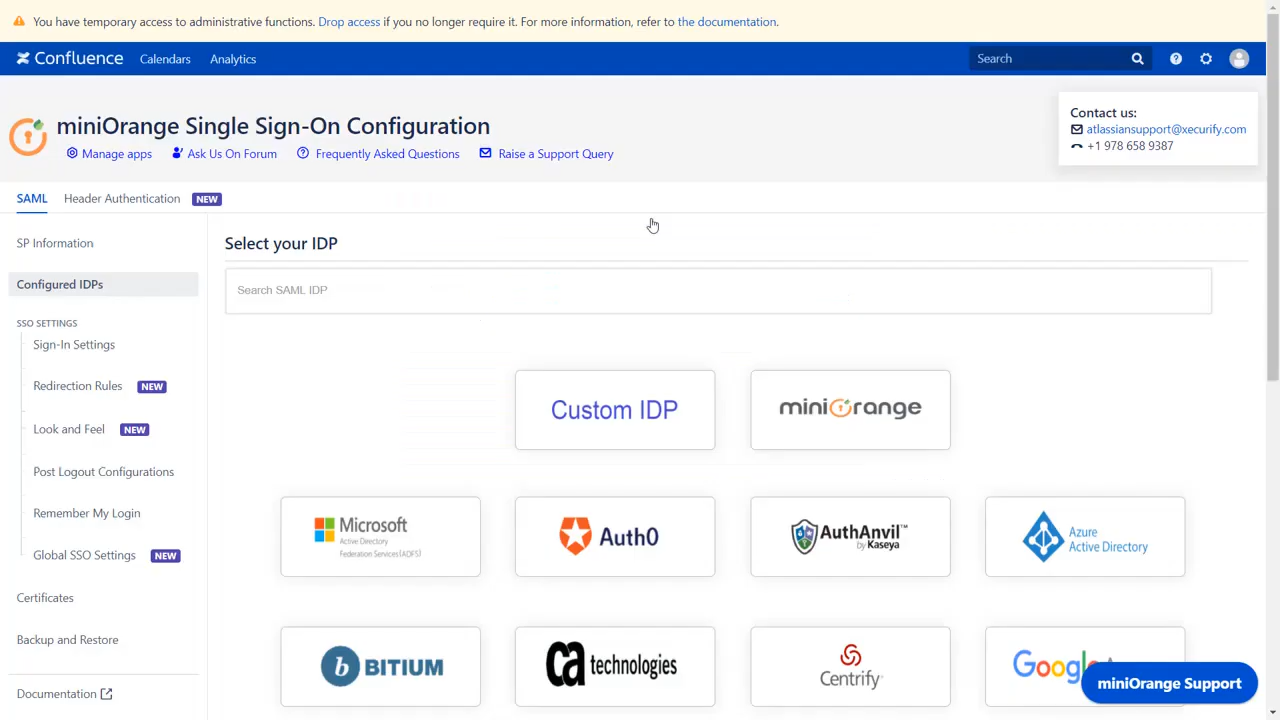 You have temporary access to administrative functions. Drop access if you no longer require it. For more information, refer to the documentation.
Confluence Calendars Analytics Search
miniOrange Single Sign-On Configuration
Manage apps Ask Us On Forum Frequently Asked Questions Raise a Support Query
Contact us:
atlassiansupport@xecurify.com
+1 978 658 9387
SAML Header Authentication NEW
SP Information
Configured IDPs
SSO SETTINGS
Sign-In Settings
Redirection Rules NEW
Look and Feel NEW
Post Logout Configurations
Remember My Login
Global SSO Settings NEW
Certificates
Backup and Restore
Documentation
Select your IDP
Search SAML IDP
Custom IDP
miniOrange
Microsoft
Active Directory
Federation Services(ADFS)
Auth0
AuthAnvil™
by Kaseya
Azure
Active Directory
b BITIUM
ca technologies
Centrify
Google
miniOrange Support